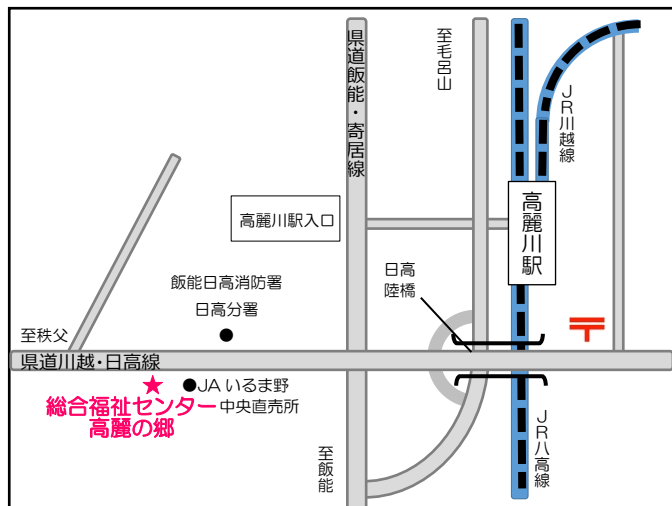 県道飯能・寄居線
至毛呂山
JR川越線
高麗川駅
高麗川駅入口
日高
陸橋
飯能日高消防署
日高分署
至秩父
県道川越・日高線
JAいるま野
中央直売所
総合福祉センター
高麗の郷
至飯能
JR八高線